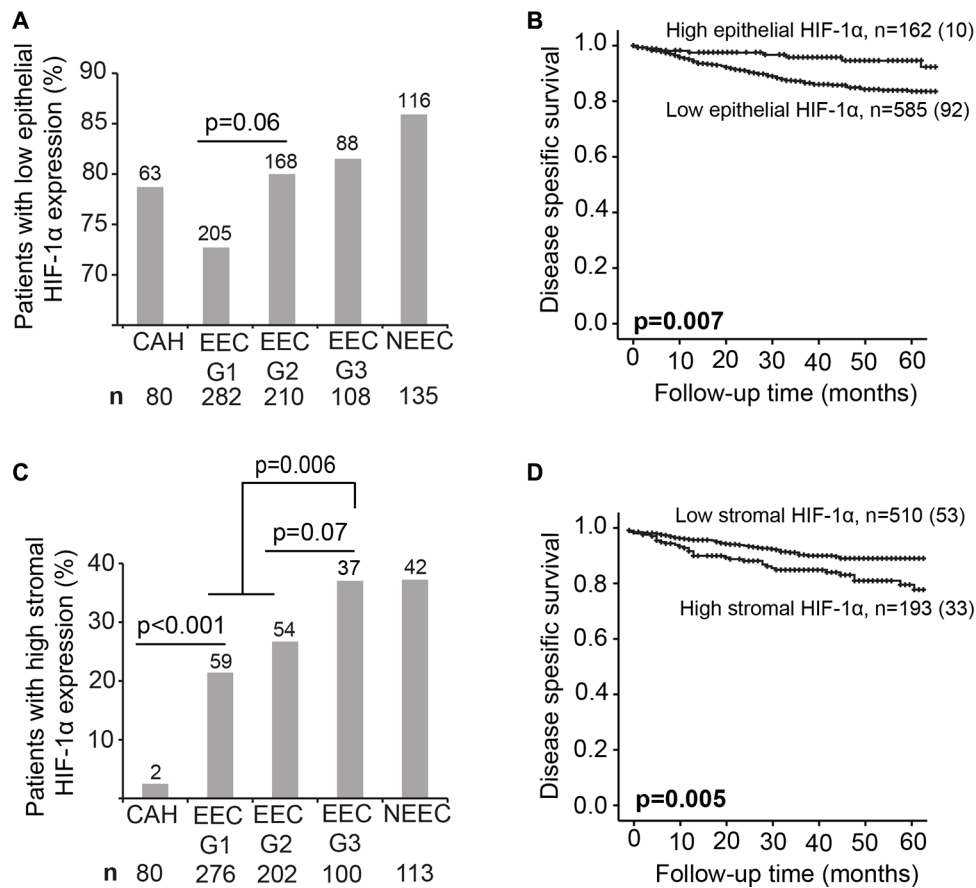 A
Patients with low epithelial
HIF-1α expression (%)
90
85
80
75
70
63
205
168
88
116
p=0.06
CAH EEC EEC EEC NEEC
G1 G2 G3
n 80 282 210 108 135
B
High epithelial HIF-1α, n=162 (10)
Low epithelial HIF-1α, n=585 (92)
Disease spesific survival
1.0
0.8
0.6
0.4
0.2
0.0
p=0.007
0 10 20 30 40 50 60
Follow-up time (months)
C
Patients with high stromal
HIF-1α expression (%)
p=0.006
p=0.07
p<0.001
40
30
20
10
2
59
54
37
42
CAH EEC EEC EEC NEEC
G1 G2 G3
n 80 276 202 100 113
D
Low stromal HIF-1α, n=510 (53)
High stromal HIF-1α, n=193 (33)
Disease spesific survival
1.0
0.8
0.6
0.4
0.2
0.0
p=0.005
0 10 20 30 40 50 60
Follow-up time (months)